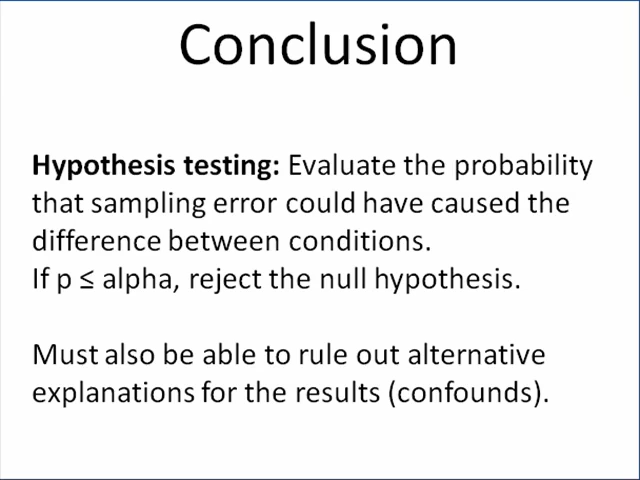 Conclusion
Hypothesis testing: Evaluate the probability
that sampling error could have caused the
difference between conditions.
If p ≤ alpha, reject the null hypothesis.
Must also be able to rule out alternative
explanations for the results (confounds).